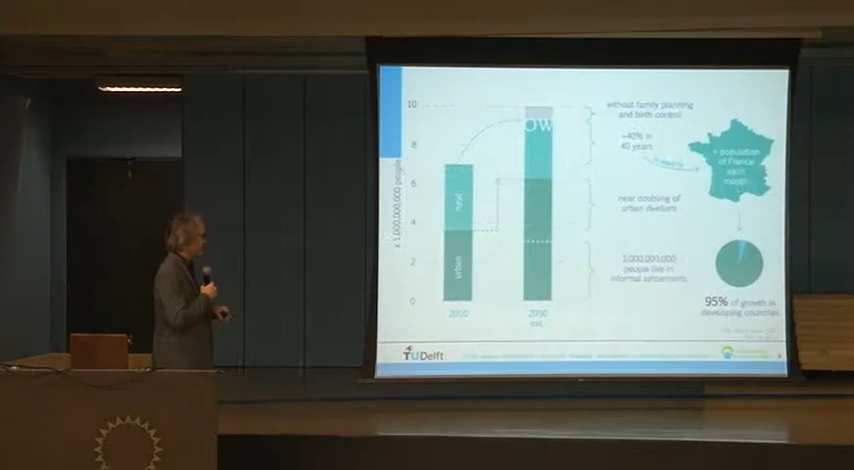 10
8
6
4
2
0
x 1,000,000,000 people
rural
urban
2010
2050
est.
OW
without family planning
and birth control
+40% in
40 years
near doubling of
urban dwellers
3,000,000,000
people live in
informal settlements
+ population
of France
each
month
95% of growth in
developing countries
TUDelft